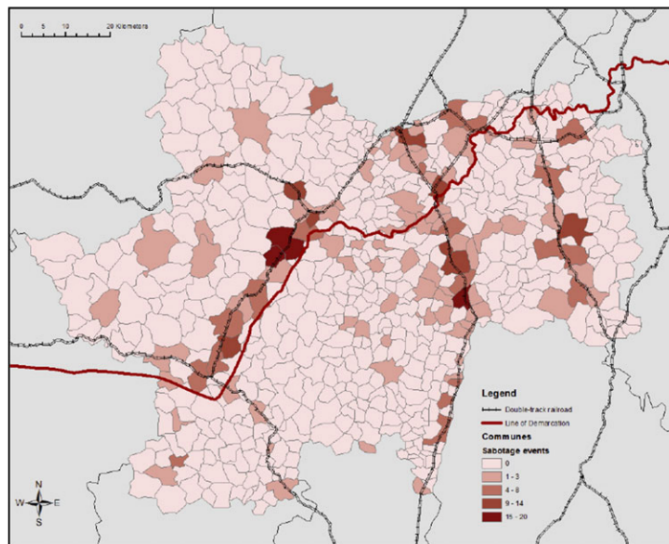 0 5 10 20 Kilometers
N
W E
S
Legend
Double-track railroad
Line of Demarcation
Communes
Sabotage events
0
1 - 3
4 - 8
9 - 14
15 - 20